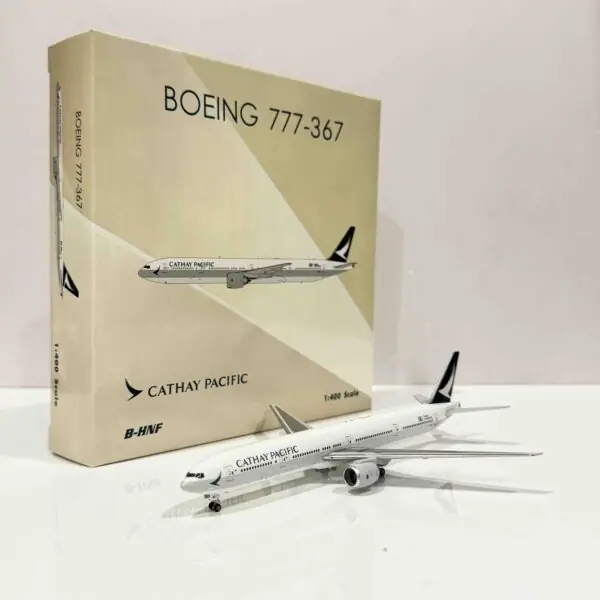 BOEING 777-367
BOEING 777-367
CATHAY PACIFIC
CATHAY PACIFIC
1:400 Scale
1:400 Scale
B-HNF
CATHAY PACIFIC